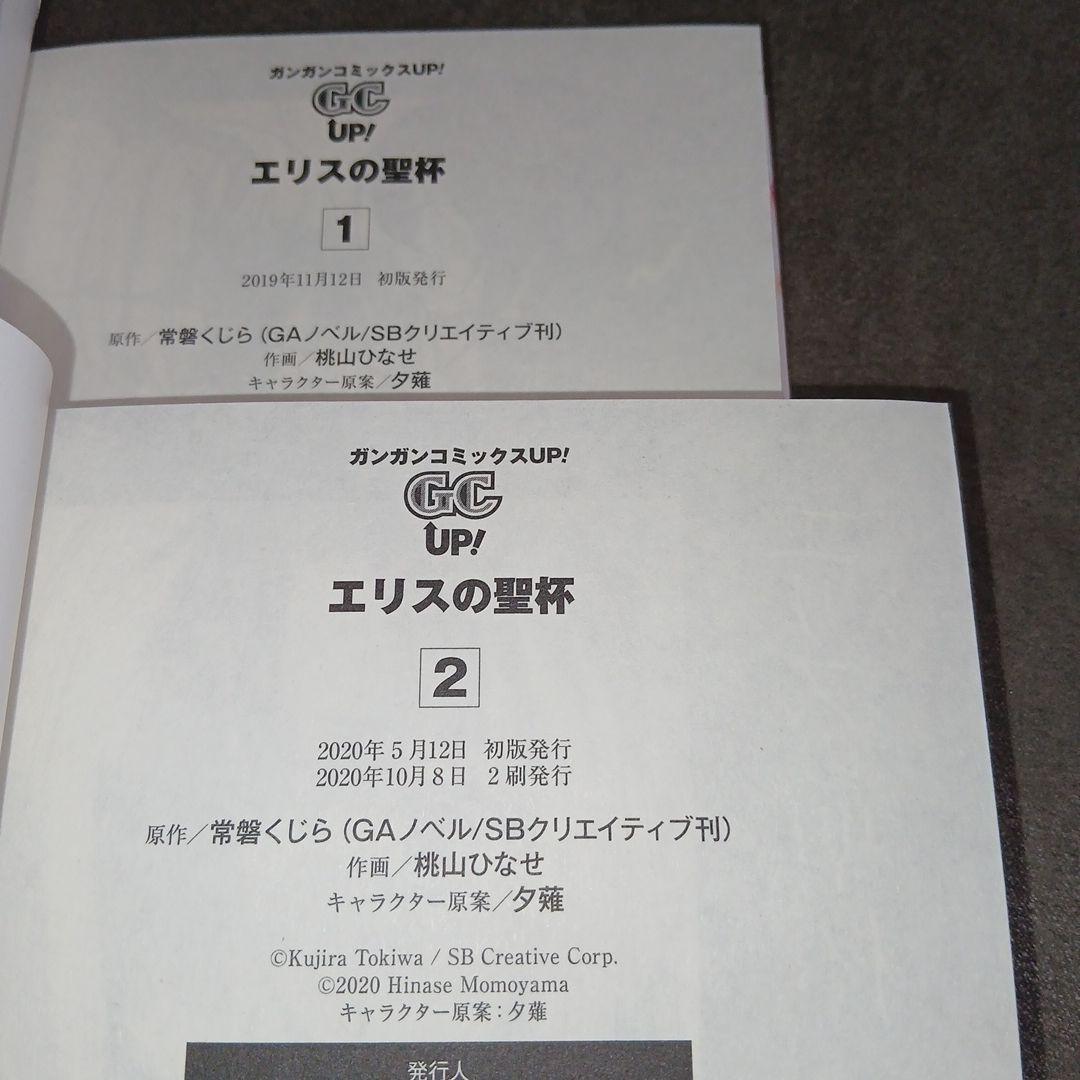 ガンガンコミックスUP!
GC
UP!
エリスの聖杯
1
2019年11月12日 初版発行
原作／常磐くじら（GAノベル/SBクリエイティブ刊）
作画／桃山ひなせ
キャラクター原案／夕薙
ガンガンコミックスUP!
GC
UP!
エリスの聖杯
2
2020年5月12日 初版発行
2020年10月8日 2刷発行
原作／常磐くじら（GAノベル/SBクリエイティブ刊）
作画／桃山ひなせ
キャラクター原案／夕薙
©Kujira Tokiwa / SB Creative Corp.
©2020 Hinase Momoyama
キャラクター原案：夕薙
発行人